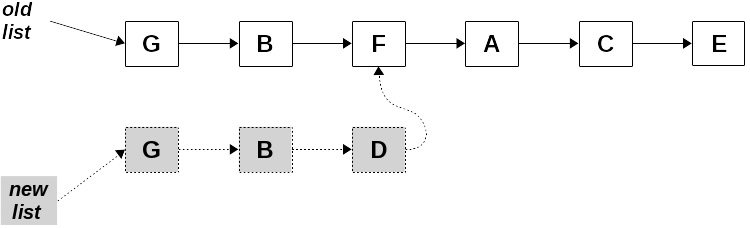 old
list
G B F A C E
G B D
new
list